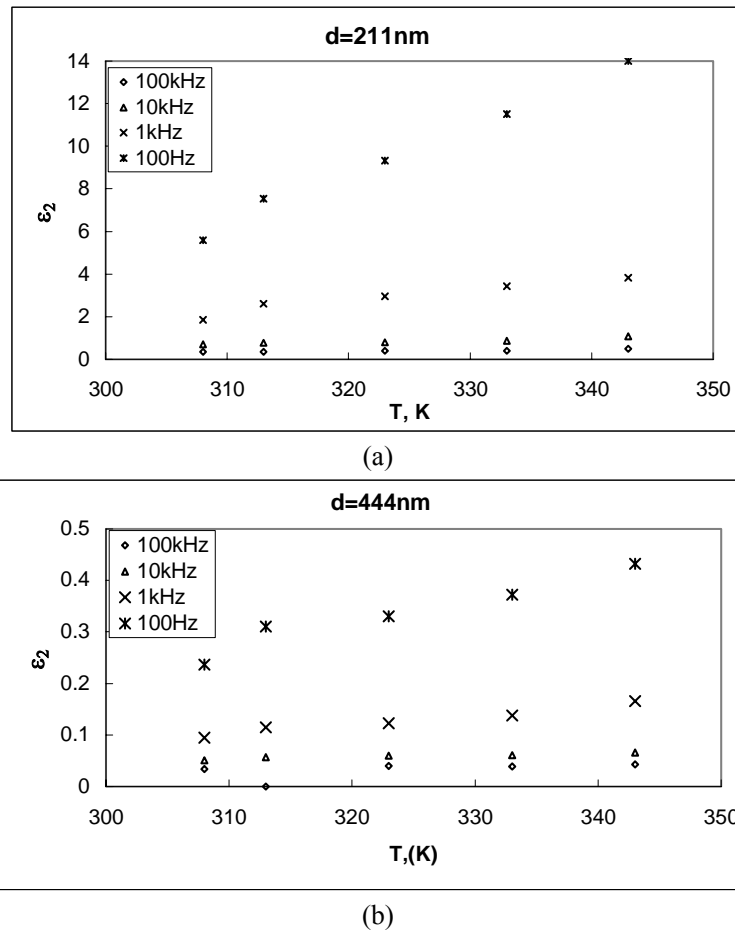 d=211nm
14
12
10
8
6
4
2
0
ε2
100kHz
10kHz
1kHz
100Hz
300 310 320 330 340 350
T, K
(a)
d=444nm
0.5
0.4
0.3
0.2
0.1
0
ε2
100kHz
10kHz
1kHz
100Hz
300 310 320 330 340 350
T,(K)
(b)